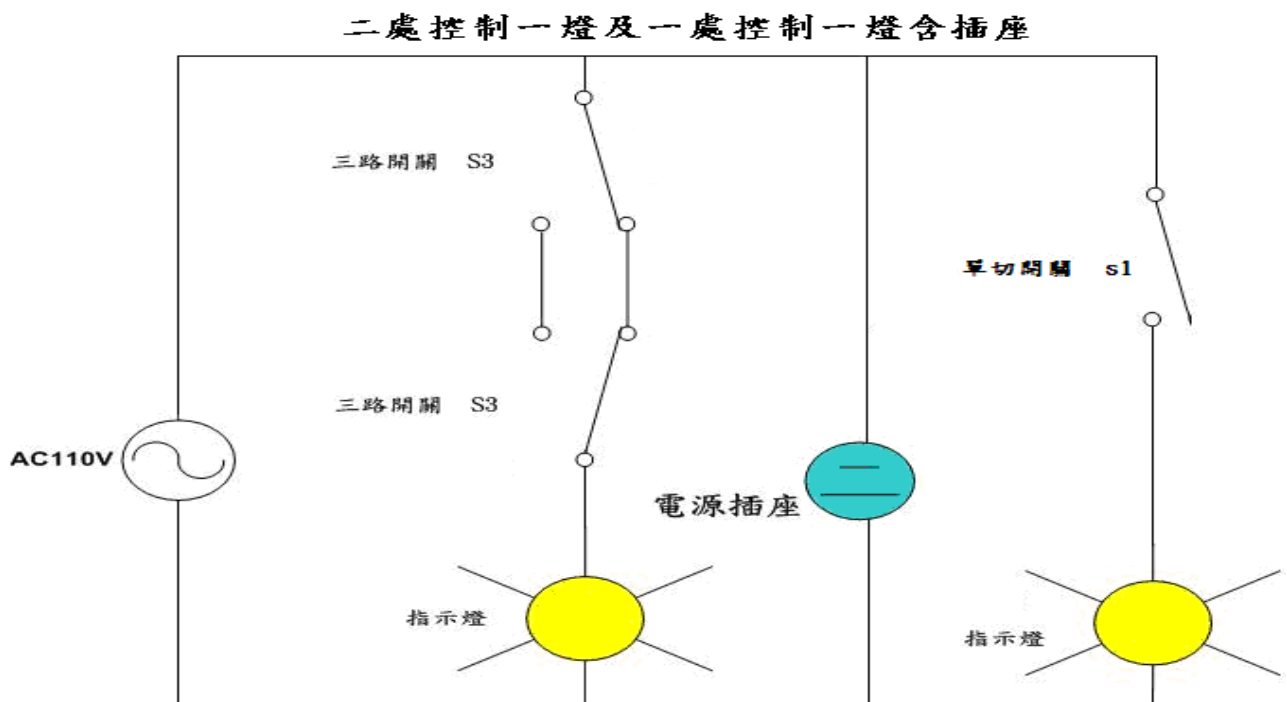 二處控制一燈及一處控制一燈含插座
三路開關 S3
單切開關 s1
三路開關 S3
AC110V
電源插座
指示燈
指示燈